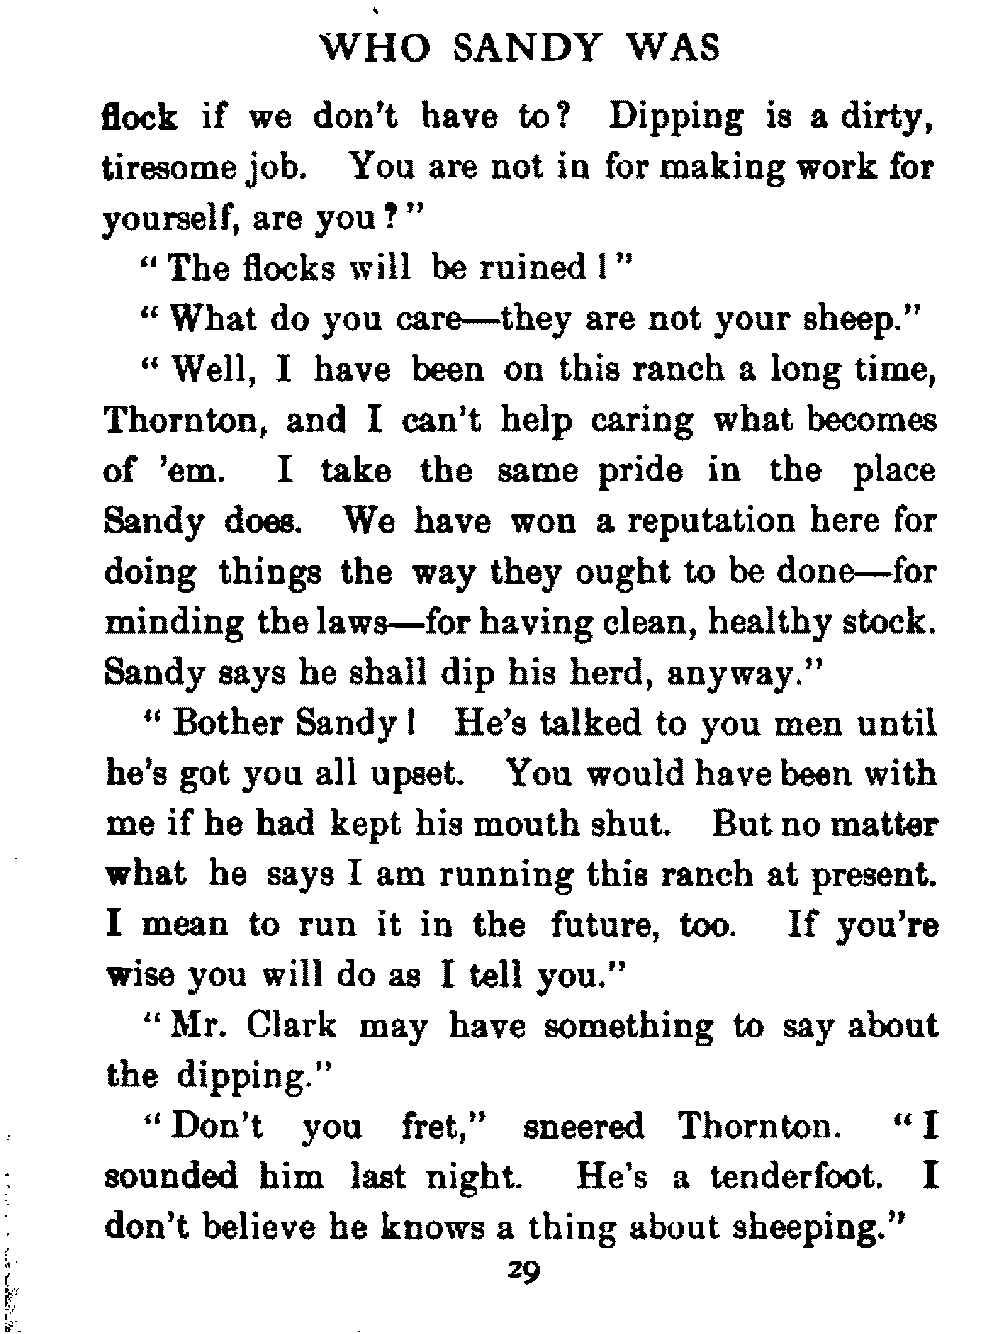 WHO SANDY WAS
flock if we don't have to? Dipping is a dirty,
tiresome job. You are not in for making work for
yourself, are you?"
"The flocks will be ruined!"
"What do you care—they are not your sheep."
"Well, I have been on this ranch a long time,
Thornton, and I can't help caring what becomes
of 'em. I take the same pride in the place
Sandy does. We have won a reputation here for
doing things the way they ought to be done—for
minding the laws—for having clean, healthy stock.
Sandy says he shall dip his herd, anyway."
"Bother Sandy! He's talked to you men until
he's got you all upset. You would have been with
me if he had kept his mouth shut. But no matter
what he says I am running this ranch at present.
I mean to run it in the future, too. If you're
wise you will do as I tell you."
"Mr. Clark may have something to say about
the dipping."
"Don't you fret," sneered Thornton. "I
sounded him last night. He's a tenderfoot. I
don't believe he knows a thing about sheeping."
29